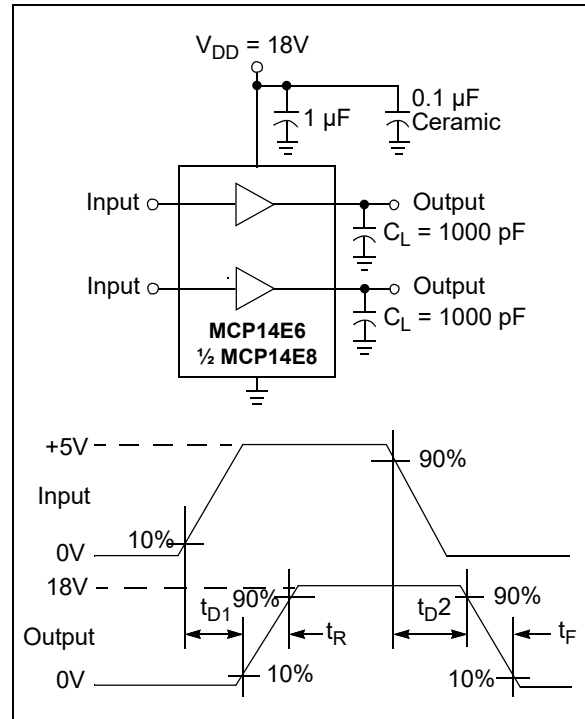 V_DD = 18V
1 µF
0.1 µF
Ceramic
Input
Output
C_L = 1000 pF
Input
Output
C_L = 1000 pF
MCP14E6
½ MCP14E8
+5V
90%
Input
10%
0V
18V
t_D1
90%
t_R
t_D2
90%
t_F
Output
0V
10%
10%